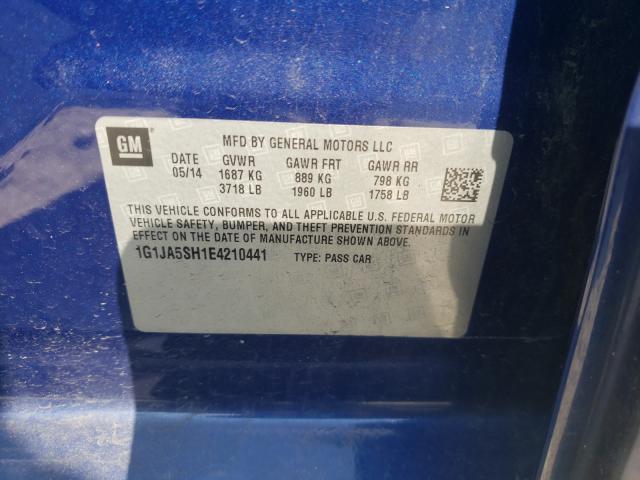 GM
MFD BY GENERAL MOTORS LLC
DATE GVWR GAWR FRT GAWR RR
05/14 1687 KG 889 KG 798 KG
3718 LB 1960 LB 1758 LB
THIS VEHICLE CONFORMS TO ALL APPLICABLE U.S. FEDERAL MOTOR
VEHICLE SAFETY, BUMPER, AND THEFT PREVENTION STANDARDS IN
EFFECT ON THE DATE OF MANUFACTURE SHOWN ABOVE.
1G1JA5SH1E4210441 TYPE: PASS CAR